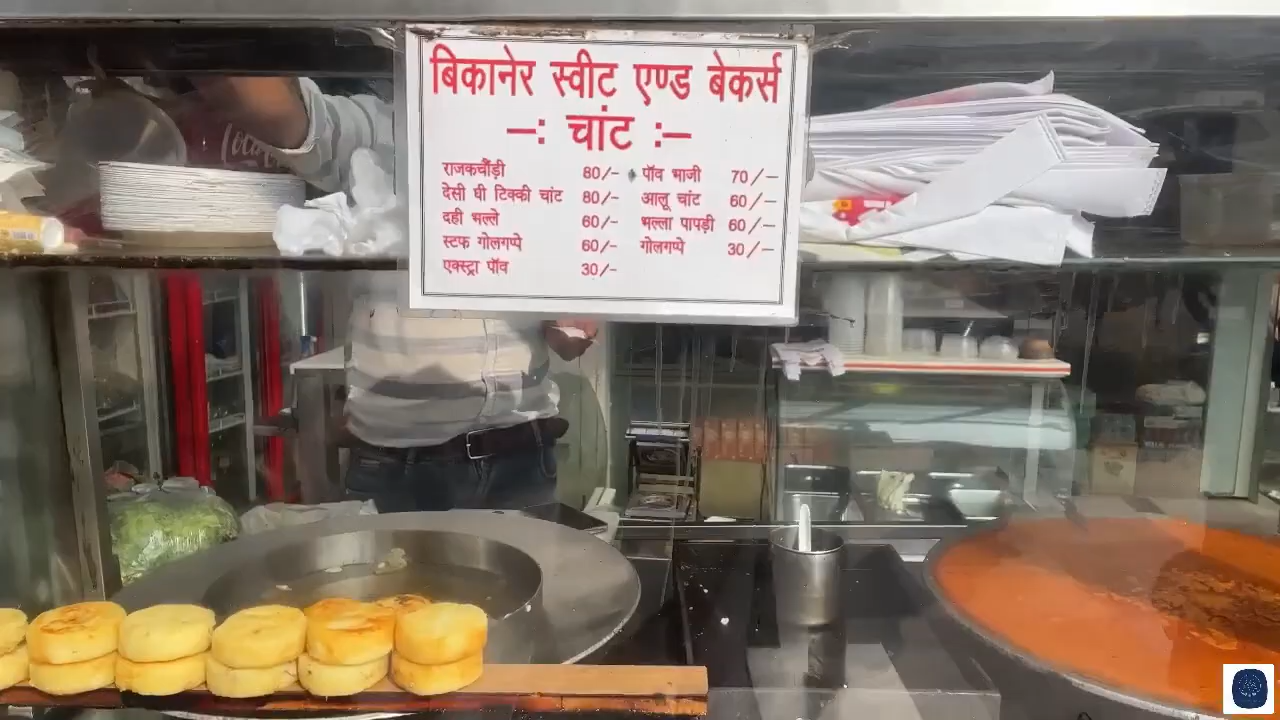 बिकानेर स्वीट एण्ड बेकर्स
–: चांट :–
राजकचौंड़ी 80/- पॉव भाजी 70/-
देसी घी टिक्की चांट 80/- आलू चांट 60/-
दही भल्ले 60/- भल्ला पापड़ी 60/-
स्टफ गोलगप्पे 60/- गोलगप्पे 30/-
एक्स्ट्रा पॉव 30/-